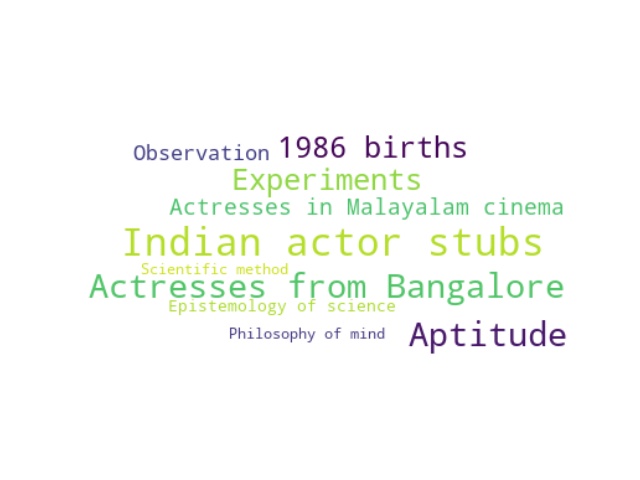 Observation 1986 births
Experiments
Actresses in Malayalam cinema
Indian actor stubs
Scientific method
Actresses from Bangalore
Epistemology of science
Philosophy of mind Aptitude